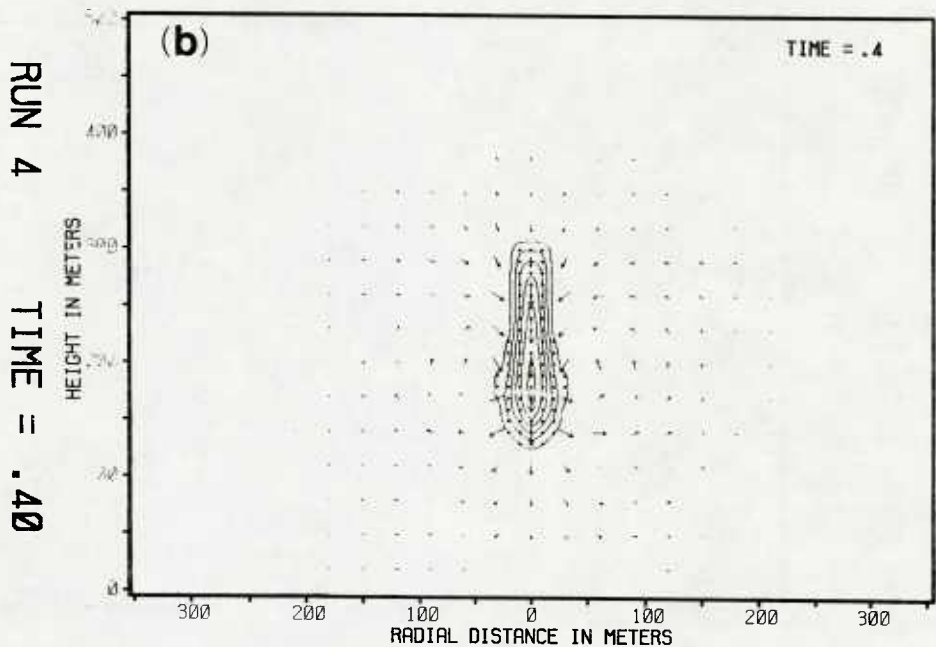 RUN 4 TIME = .40
(b)
TIME = .4
HEIGHT IN METERS
400
0
300 200 100 0 100 200 300
RADIAL DISTANCE IN METERS